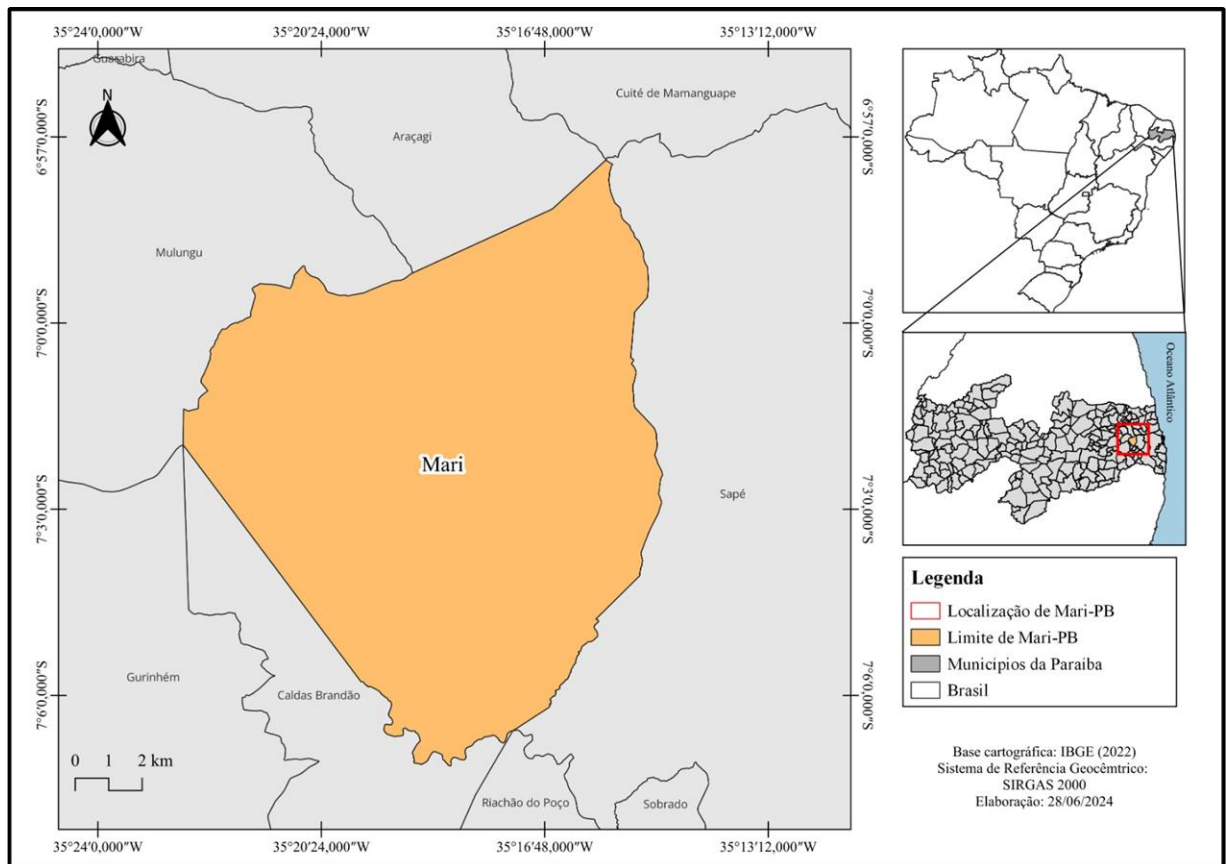 35°24'0,000"W
35°20'24,000"W
35°16'48,000"W
35°13'12,000"W
Guarabira
N
Cuité de Mamanguape
Araçagi
6°57'0,000"S
6°57'0,000"S
Mulungu
7°0'0,000"S
7°0'0,000"S
Mari
Sapé
7°3'0,000"S
7°3'0,000"S
Gurinhém
Caldas Brandão
7°6'0,000"S
7°6'0,000"S
0 1 2 km
Riachão do Poço
Sobrado
35°24'0,000"W
35°20'24,000"W
35°16'48,000"W
35°13'12,000"W
Oceano Atlântico
Legenda
Localização de Mari-PB
Limite de Mari-PB
Municípios da Paraíba
Brasil
Base cartográfica: IBGE (2022)
Sistema de Referência Geocêmtrico:
SIRGAS 2000
Elaboração: 28/06/2024